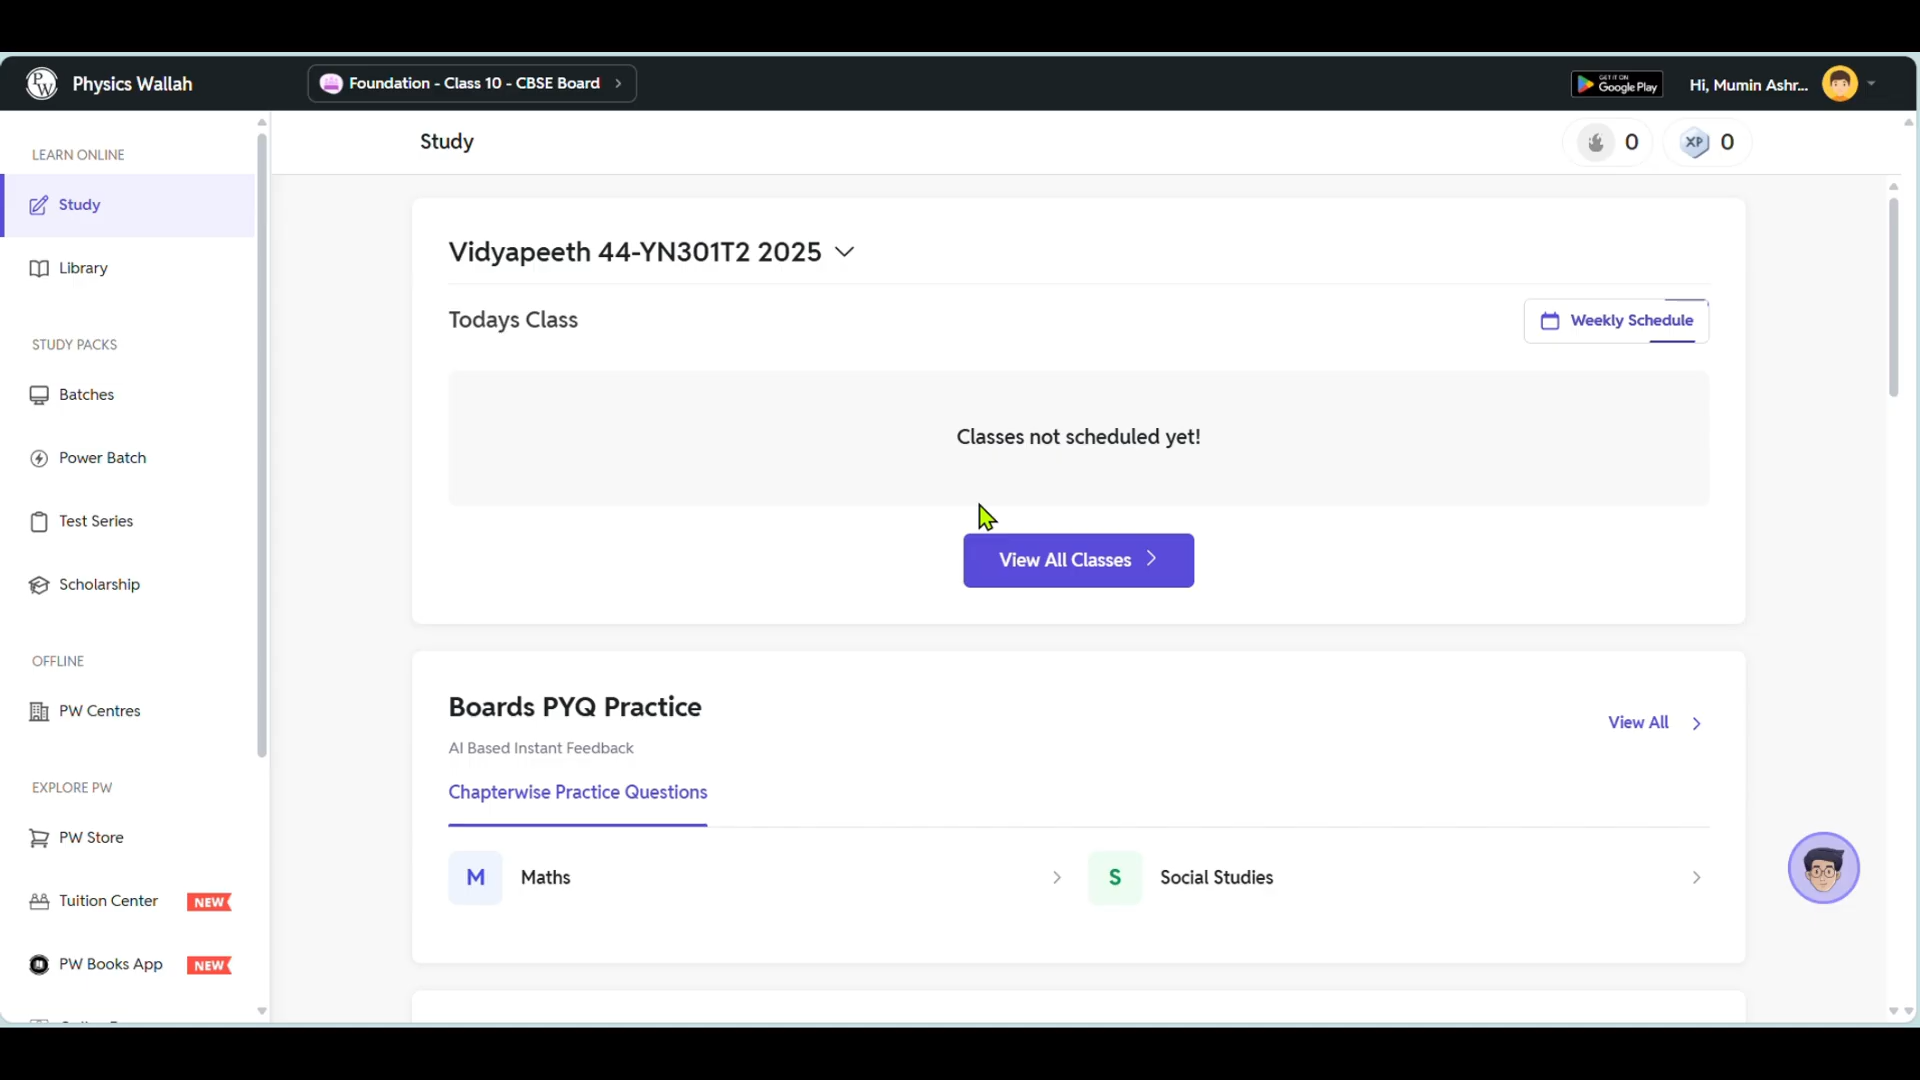 PW
Physics Wallah
Foundation - Class 10 - CBSE Board
GET IT ON
Google Play
Hi, Mumin Ashr...
LEARN ONLINE
Study
Library
STUDY PACKS
Batches
Power Batch
Test Series
Scholarship
OFFLINE
PW Centres
EXPLORE PW
PW Store
Tuition Center NEW
PW Books App NEW
Study
0
XP 0
Vidyapeeth 44-YN301T2 2025
Todays Class
Weekly Schedule
Classes not scheduled yet!
View All Classes
Boards PYQ Practice
AI Based Instant Feedback
View All
Chapterwise Practice Questions
M Maths
S Social Studies